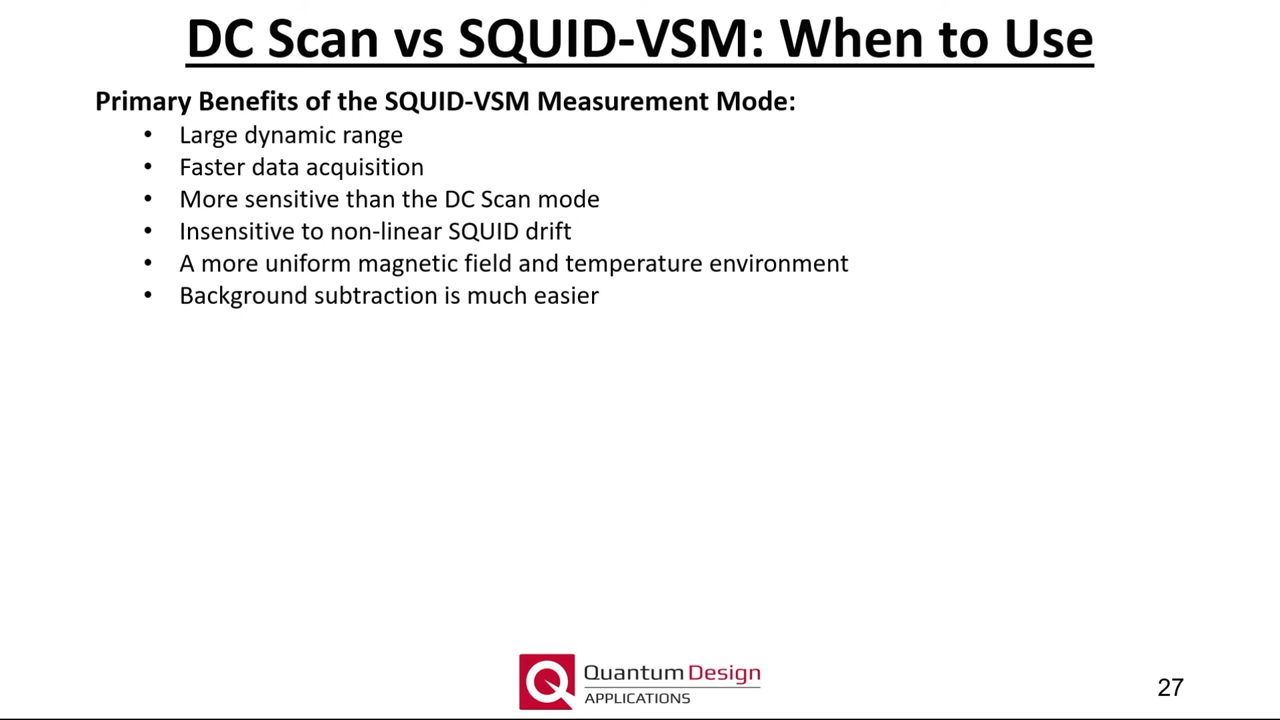 DC Scan vs SQUID-VSM: When to Use
Primary Benefits of the SQUID-VSM Measurement Mode:
• Large dynamic range
• Faster data acquisition
• More sensitive than the DC Scan mode
• Insensitive to non-linear SQUID drift
• A more uniform magnetic field and temperature environment
• Background subtraction is much easier
Quantum Design
APPLICATIONS
27